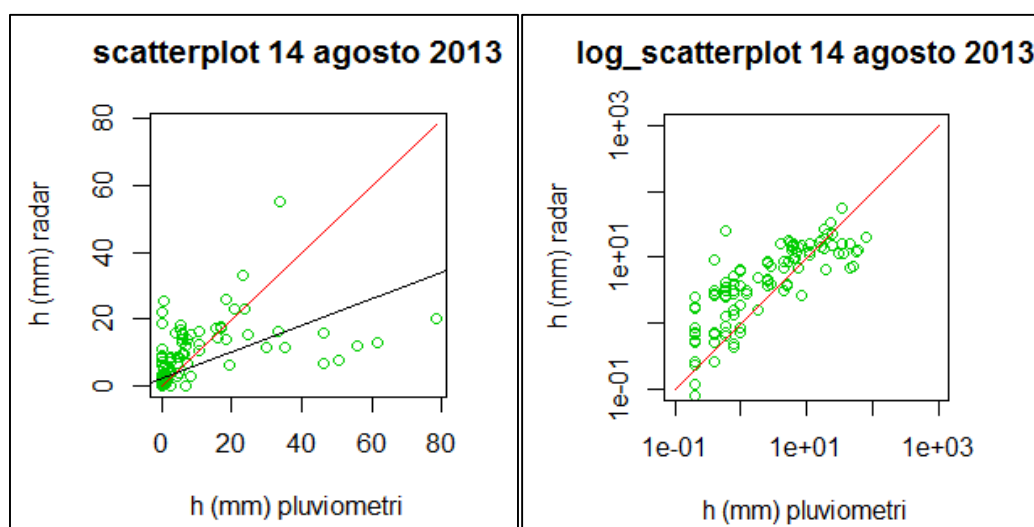 scatterplot 14 agosto 2013
h (mm) radar
80
60
40
20
0
0 20 40 60 80
h (mm) pluviometri
log_scatterplot 14 agosto 2013
h (mm) radar
1e+03
1e+01
1e-01
1e-01 1e+01 1e+03
h (mm) pluviometri